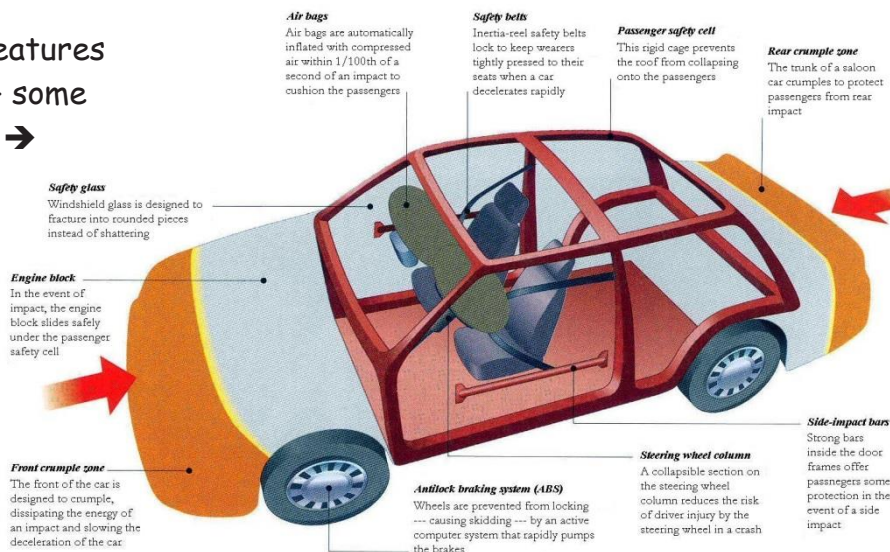 eatures
some
→
Air bags
Air bags are automatically
inflated with compressed
air within 1/100th of a
second of an impact to
cushion the passengers
Safety belts
Inertia-reel safety belts
lock to keep wearers
tightly pressed to their
seats when a car
decelerates rapidly
Passenger safety cell
This rigid cage prevents
the roof from collapsing
onto the passengers
Rear crumple zone
The trunk of a saloon
car crumples to protect
passengers from rear
impact
Safety glass
Windshield glass is designed to
fracture into rounded pieces
instead of shattering
Engine block
In the event of
impact, the engine
block slides safely
under the passenger
safety cell
Front crumple zone
The front of the car is
designed to crumple,
dissipating the energy of
an impact and slowing the
deceleration of the car
Antilock braking system (ABS)
Wheels are prevented from locking
--- causing skidding --- by an active
computer system that rapidly pumps
the brakes
Steering wheel column
A collapsible section on
the steering wheel
column reduces the risk
of driver injury by the
steering wheel in a crash
Side-impact bars
Strong bars
inside the door
frames offer
passnegers some
protection in the
event of a side
impact